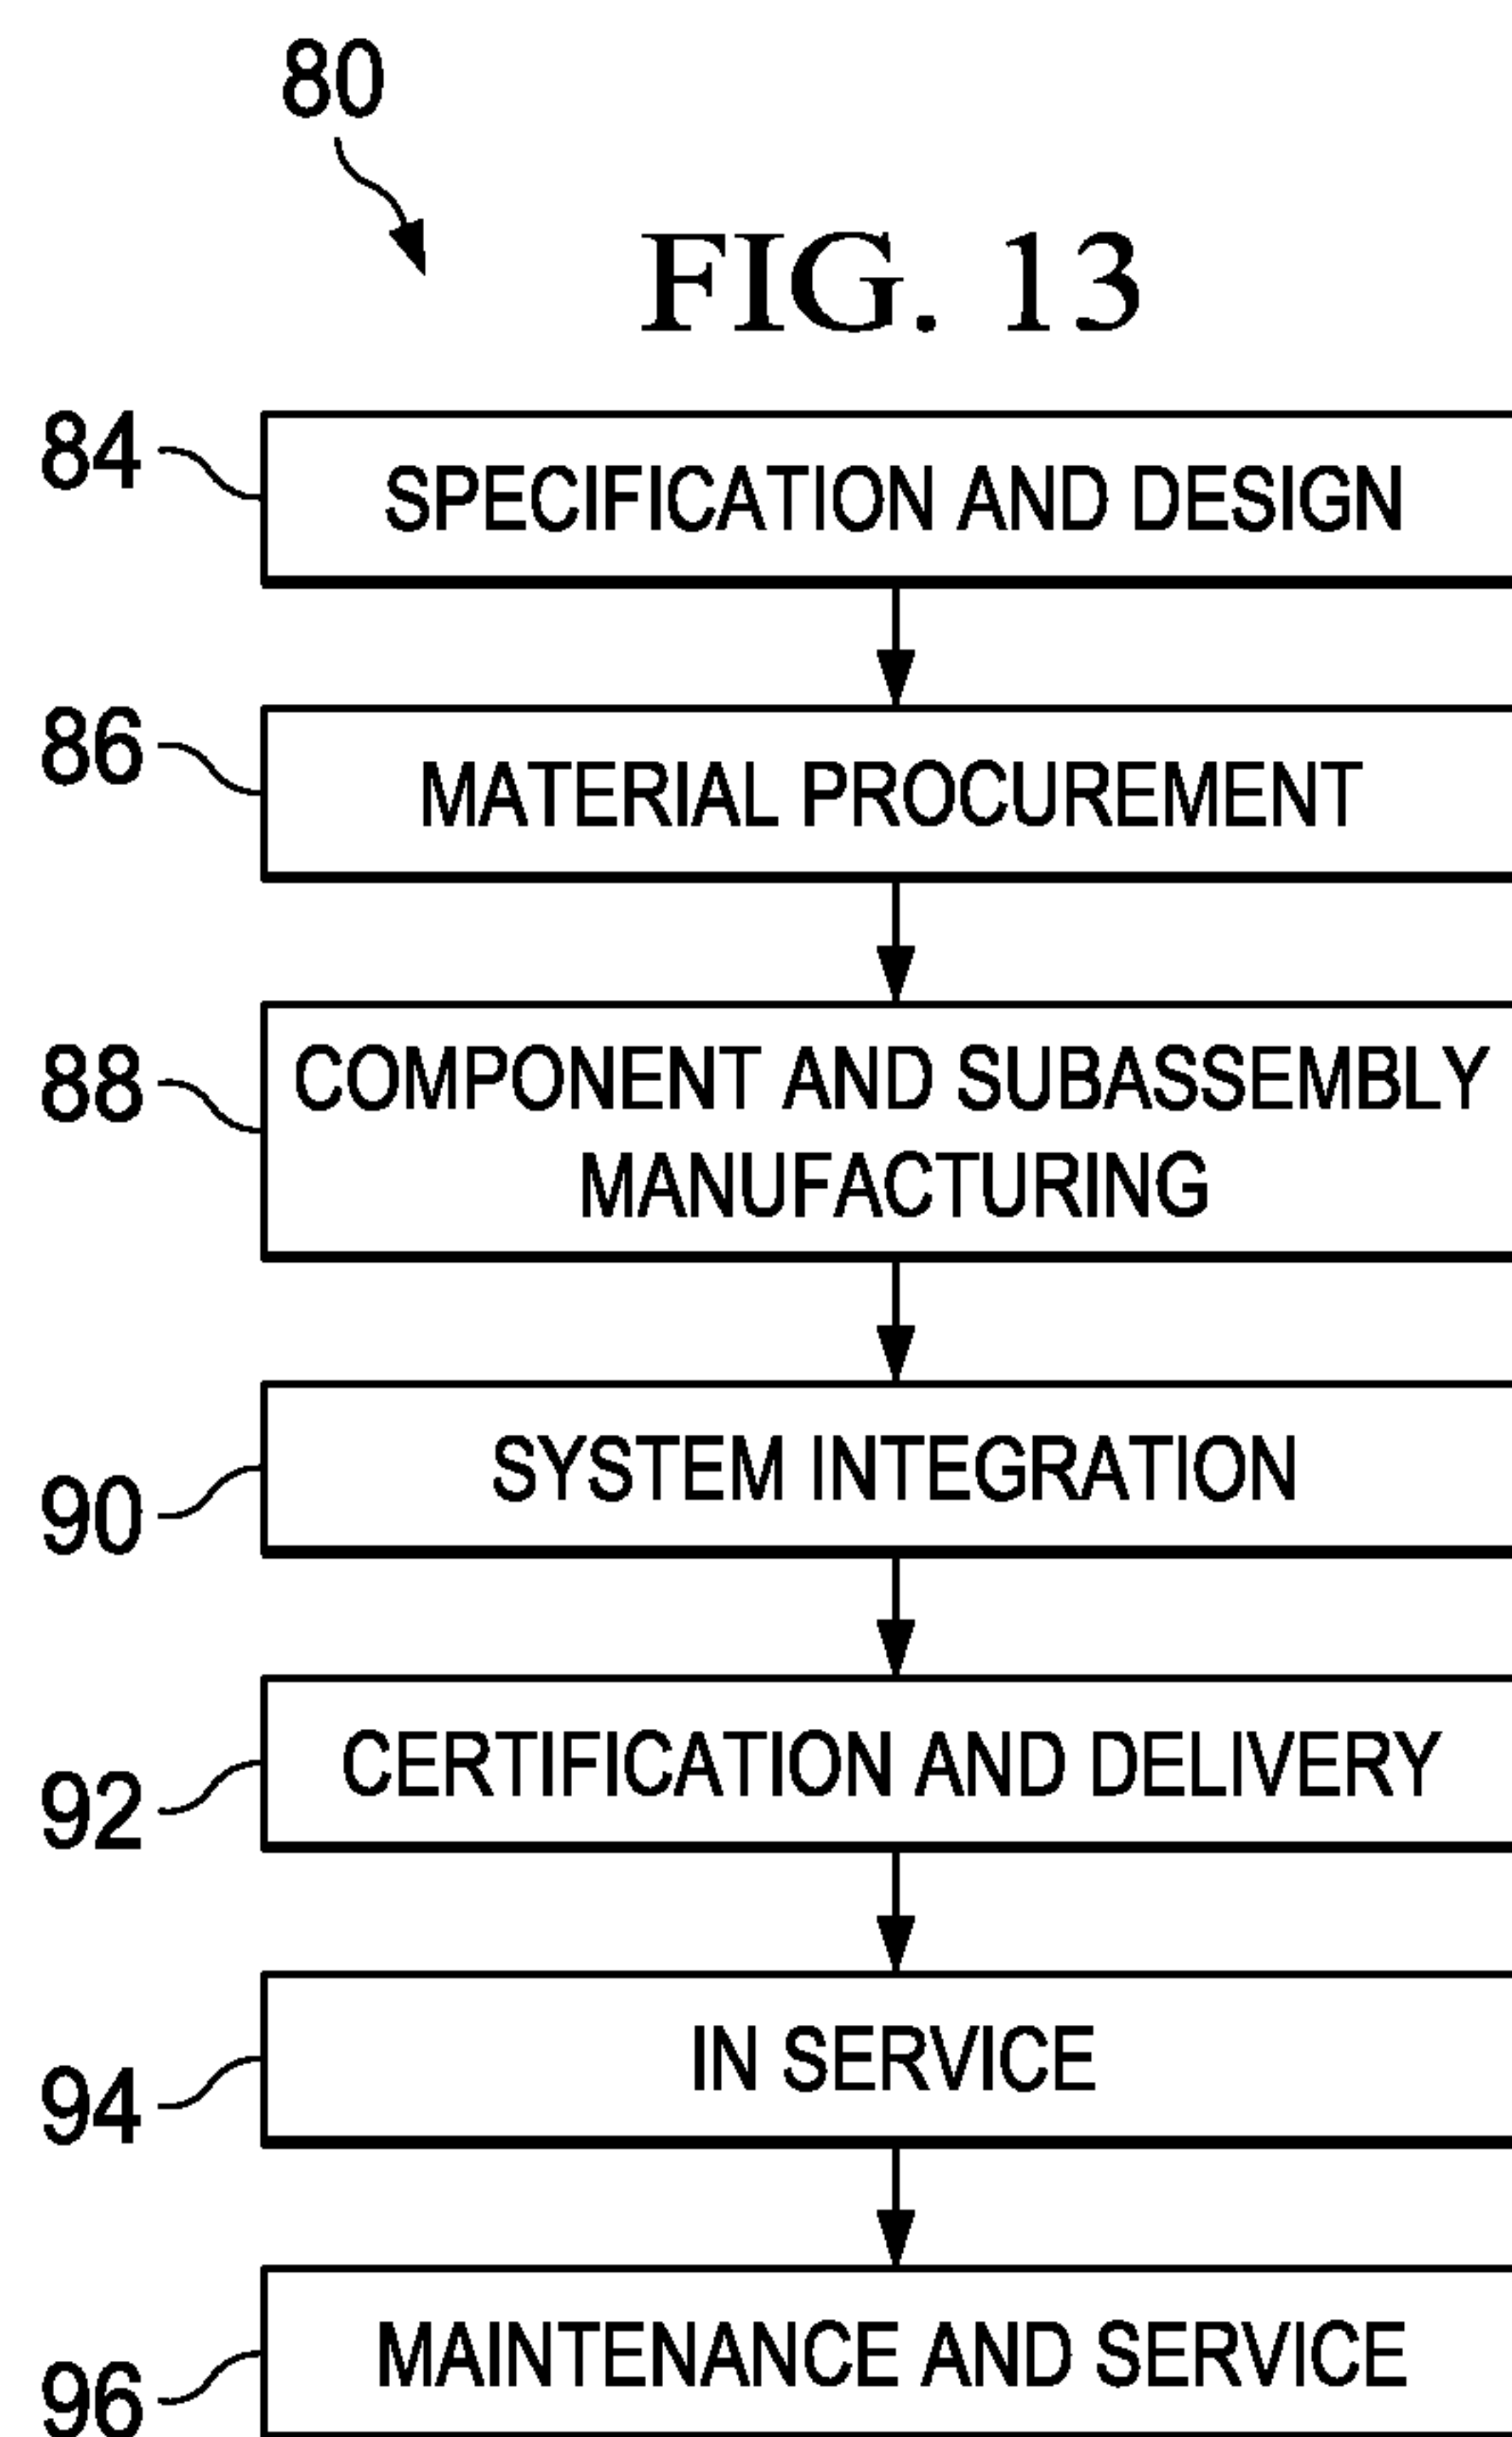 80
FIG. 13
84
SPECIFICATION AND DESIGN
86
MATERIAL PROCUREMENT
88
COMPONENT AND SUBASSEMBLY
MANUFACTURING
90
SYSTEM INTEGRATION
92
CERTIFICATION AND DELIVERY
94
IN SERVICE
96
MAINTENANCE AND SERVICE